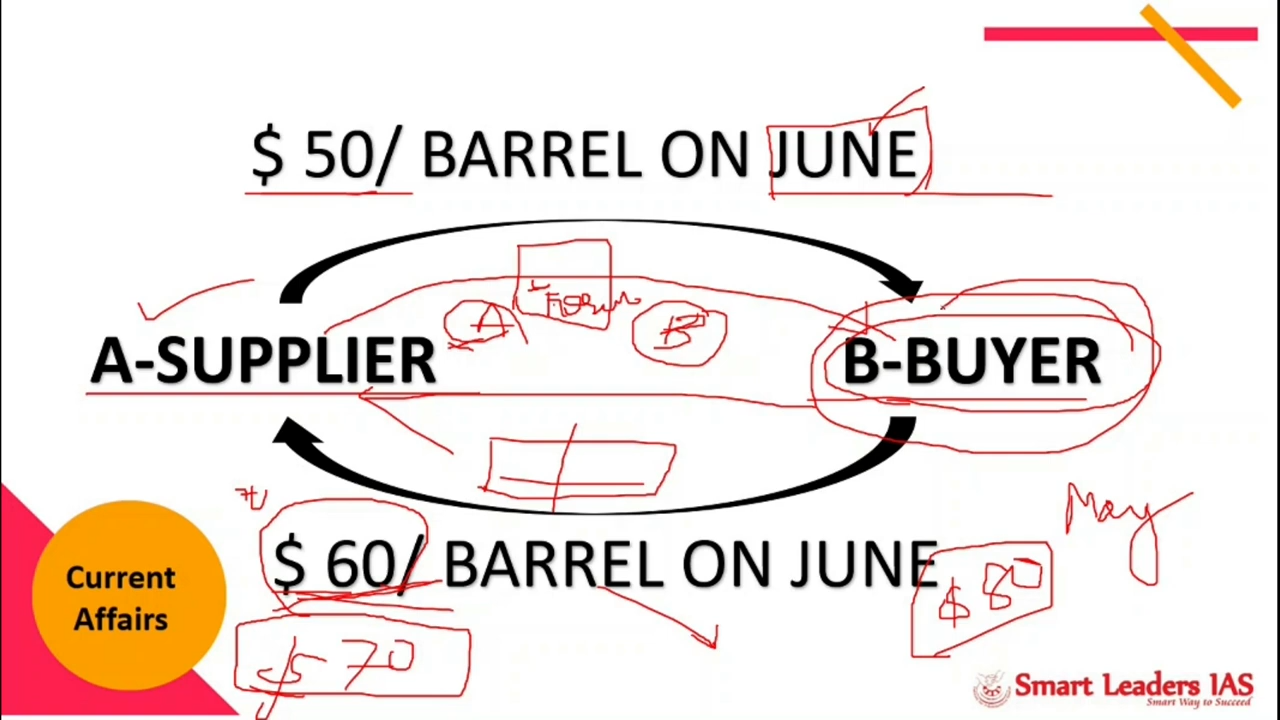 $ 50/ BARREL ON JUNE
A-SUPPLIER
A
B
B-BUYER
May
$ 60/ BARREL ON JUNE
$ 80
$ 70
Current
Affairs
Smart Leaders IAS
Smart Way to Succeed